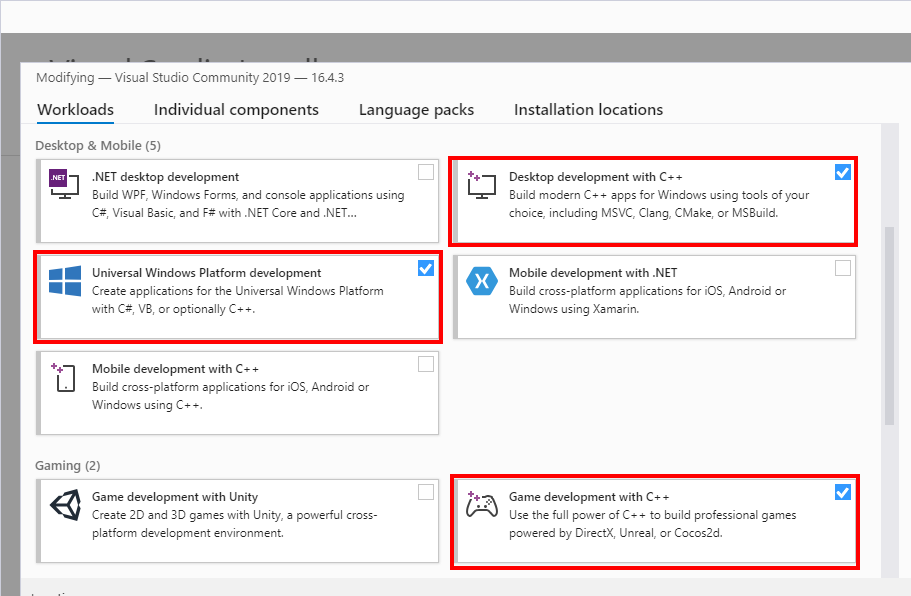 Modifying — Visual Studio Community 2019 — 16.4.3
Workloads
Individual components
Language packs
Installation locations
Desktop & Mobile (5)
.NET
.NET desktop development
Build WPF, Windows Forms, and console applications using
C#, Visual Basic, and F# with .NET Core and .NET...
Desktop development with C++
Build modern C++ apps for Windows using tools of your
choice, including MSVC, Clang, CMake, or MSBuild.
Universal Windows Platform development
Create applications for the Universal Windows Platform
with C#, VB, or optionally C++.
Mobile development with .NET
Build cross-platform applications for iOS, Android or
Windows using Xamarin.
Mobile development with C++
Build cross-platform applications for iOS, Android or
Windows using C++.
Gaming (2)
Game development with Unity
Create 2D and 3D games with Unity, a powerful cross-
platform development environment.
Game development with C++
Use the full power of C++ to build professional games
powered by DirectX, Unreal, or Cocos2d.